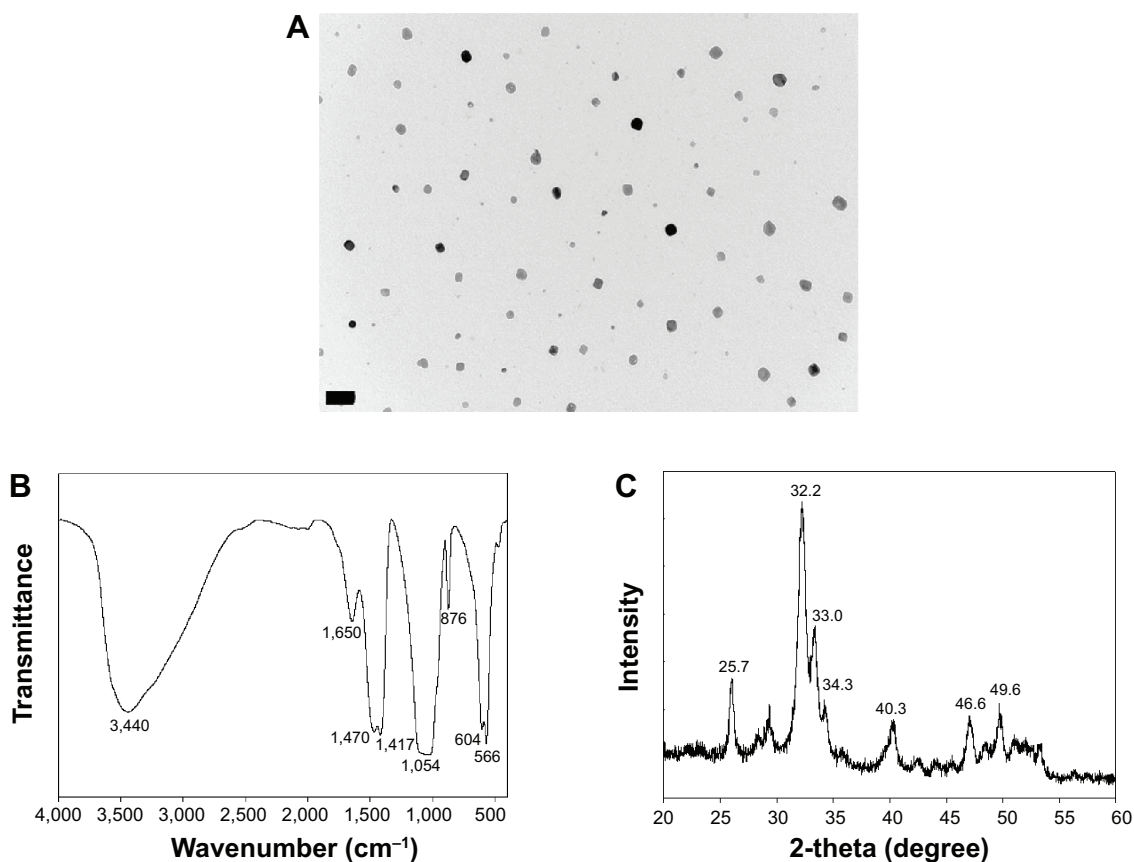 A
B
Transmittance
3,440
1,650
1,470
1,417
1,054
876
604
566
4,000 3,500 3,000 2,500 2,000 1,500 1,000 500
Wavenumber (cm⁻¹)
C
Intensity
32.2
33.0
25.7
34.3
40.3
46.6
49.6
20 25 30 35 40 45 50 55 60
2-theta (degree)